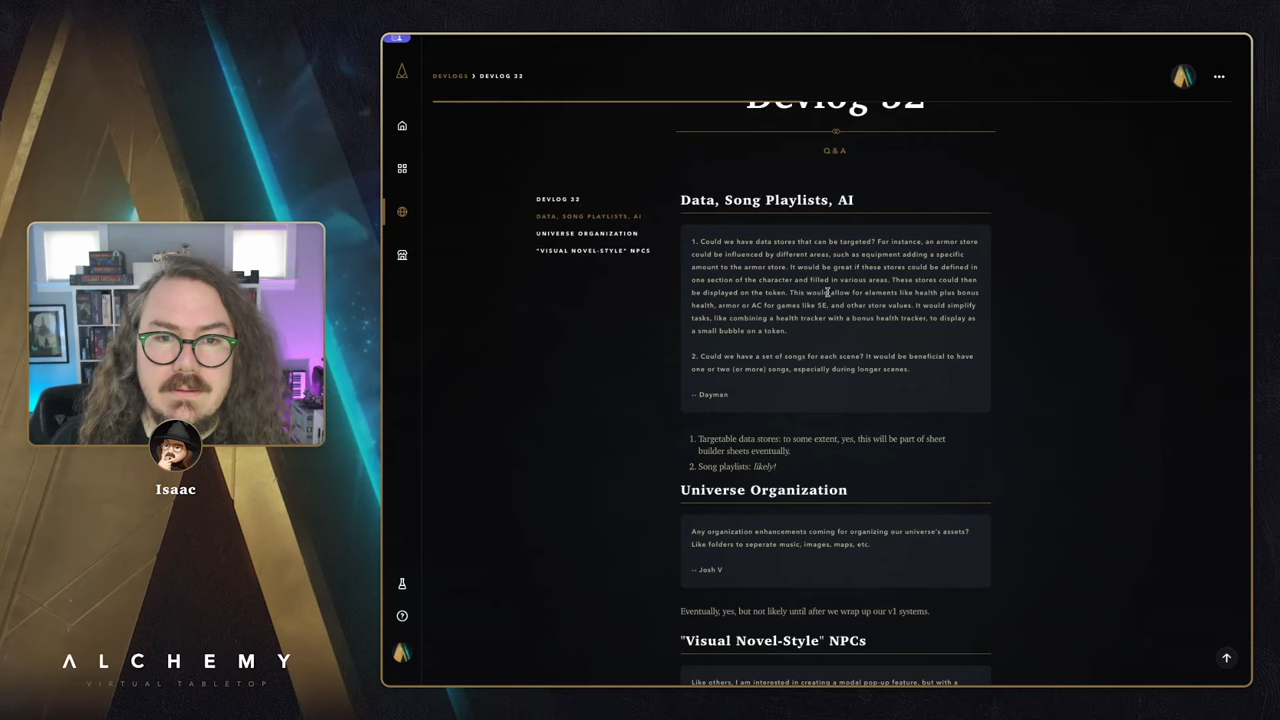 DEVLOGS › DEVLOG 32
Devlog 32
Q & A
DEVLOG 32
DATA, SONG PLAYLISTS, AI
UNIVERSE ORGANIZATION
"VISUAL NOVEL-STYLE" NPCS
Data, Song Playlists, AI
1. Could we have data stores that can be targeted? For instance, an armor store
could be influenced by different areas, such as equipment adding a specific
amount to the armor store. It would be great if these stores could be defined in
one section of the character and filled in various areas. These stores could then
be displayed on the token. This would allow for elements like health plus bonus
health, armor or AC for games like 5E, and other store values. It would simplify
tasks, like combining a health tracker with a bonus health tracker, to display as
a small bubble on a token.
2. Could we have a set of songs for each scene? It would be beneficial to have
one or two (or more) songs, especially during longer scenes.
-- Dayman
1. Targetable data stores: to some extent, yes, this will be part of sheet
builder sheets eventually.
2. Song playlists: likely!
Universe Organization
Any organization enhancements coming for organizing our universe's assets?
Like folders to seperate music, images, maps, etc.
-- Josh V
Eventually, yes, but not likely until after we wrap up our v1 systems.
"Visual Novel-Style" NPCs
Like others, I am interested in creating a modal pop-up feature, but with a
Isaac
ALCHEMY
VIRTUAL TABLETOP